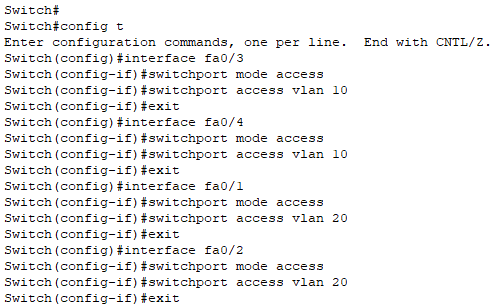 Switch#
Switch#config t
Enter configuration commands, one per line.  End with CNTL/Z.
Switch(config)#interface fa0/3
Switch(config-if)#switchport mode access
Switch(config-if)#switchport access vlan 10
Switch(config-if)#exit
Switch(config)#interface fa0/4
Switch(config-if)#switchport mode access
Switch(config-if)#switchport access vlan 10
Switch(config-if)#exit
Switch(config)#interface fa0/1
Switch(config-if)#switchport mode access
Switch(config-if)#switchport access vlan 20
Switch(config-if)#exit
Switch(config)#interface fa0/2
Switch(config-if)#switchport mode access
Switch(config-if)#switchport access vlan 20
Switch(config-if)#exit